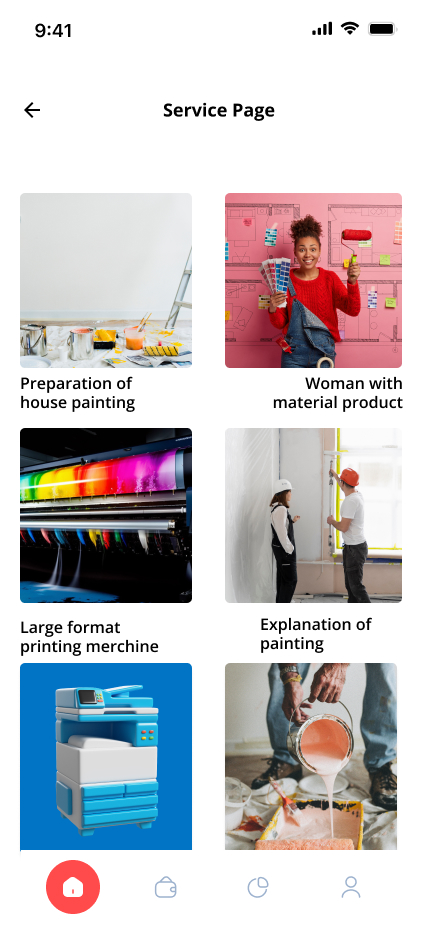 9:41
Service Page
Preparation of
house painting
Woman with
material product
Large format
printing merchine
Explanation of
painting